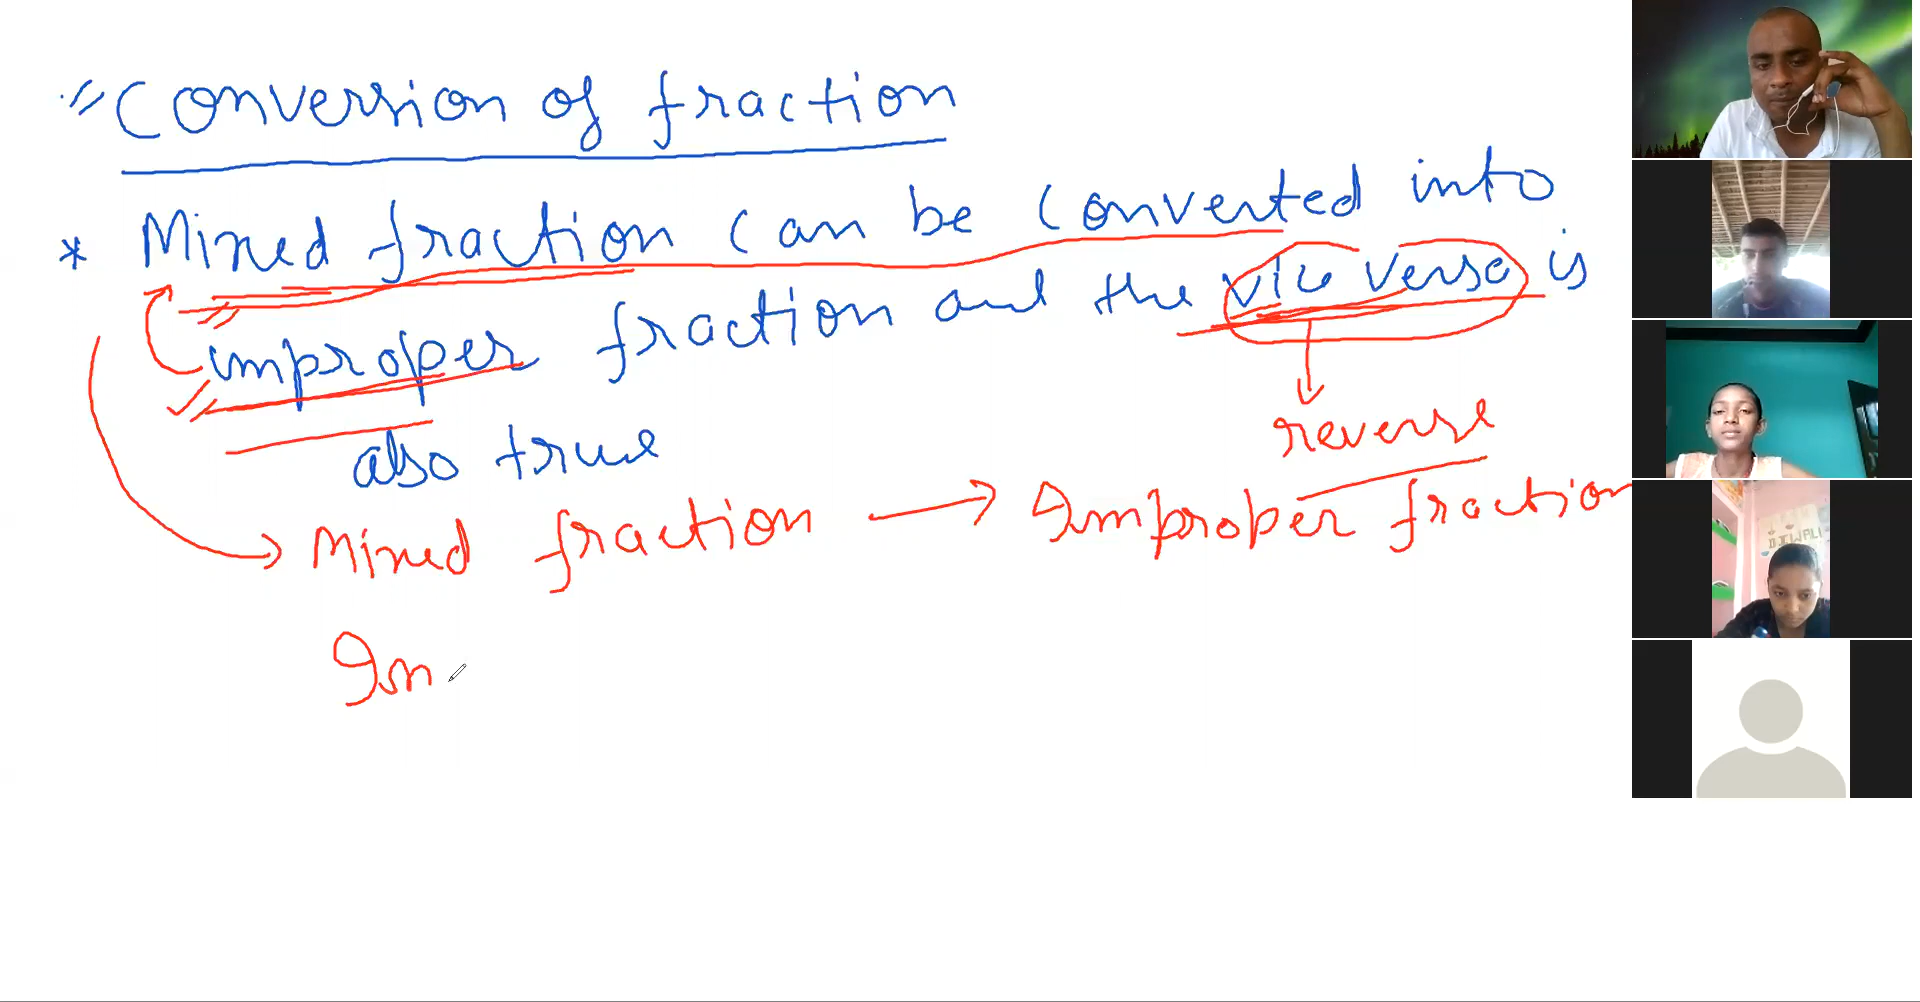 Conversion of fraction
* Mixed fraction can be converted into
improper fraction and the vice versa is
also true
reverse
Mixed fraction → Improper fraction
Im